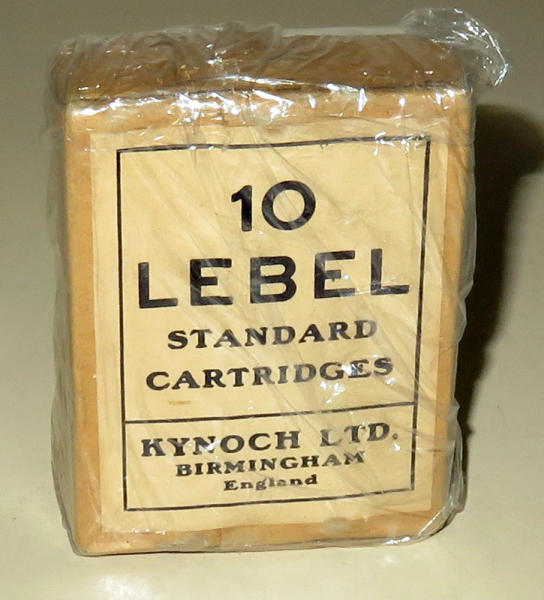 10
LEBEL
STANDARD
CARTRIDGES
KYNOCH LTD.
BIRMINGHAM
England